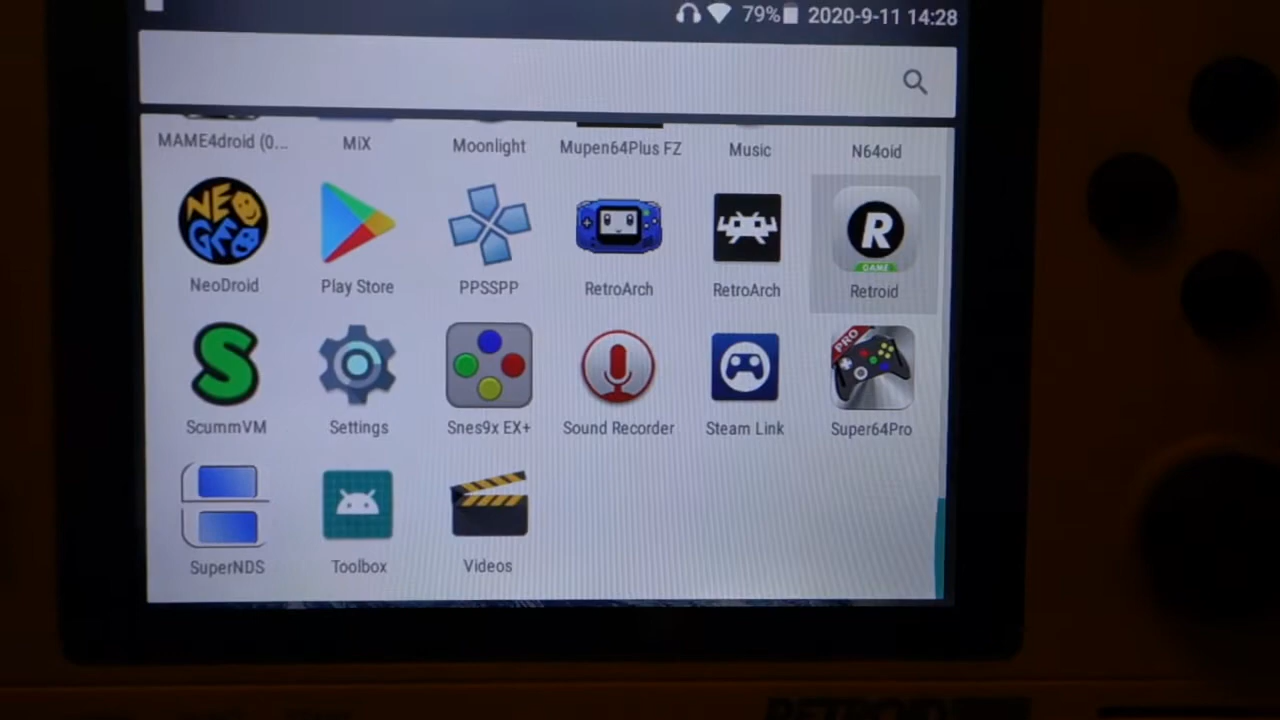 79% 2020-9-11 14:28
MAME4droid (0... MiX Moonlight Mupen64Plus FZ Music N64oid
NEO
GEO
R
GAME
NeoDroid Play Store PPSSPP RetroArch RetroArch Retroid
S
PRO
ScummVM Settings Snes9x EX+ Sound Recorder Steam Link Super64Pro
SuperNDS Toolbox Videos
RETROID